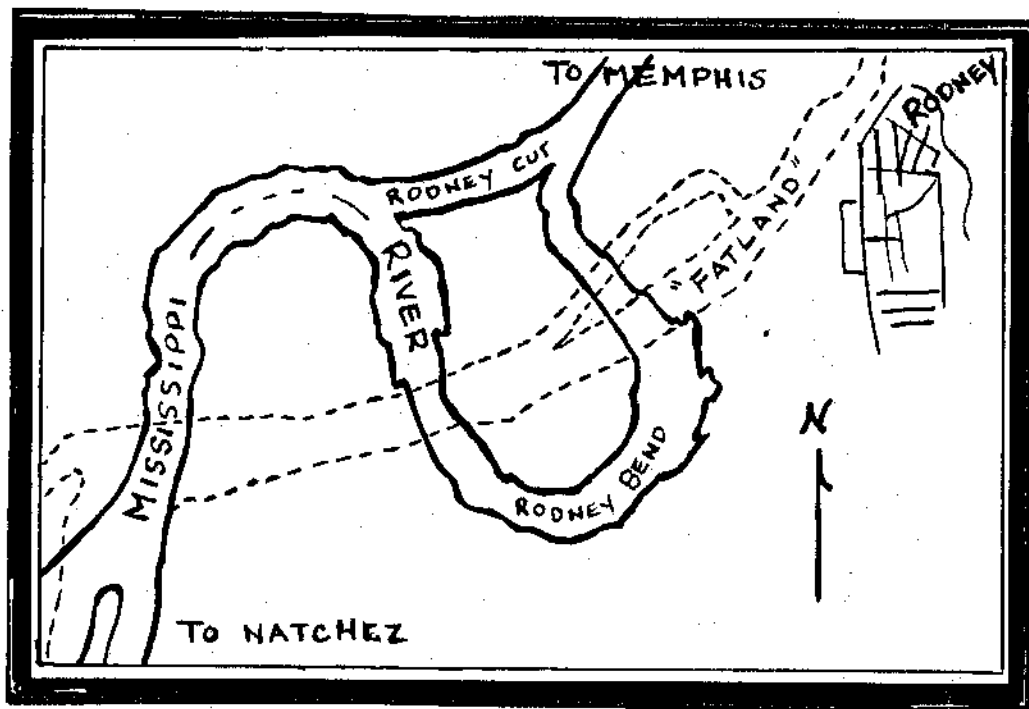 TO MEMPHIS
RODNEY
RODNEY CUT
"FATLAND"
RIVER
MISSISSIPPI
N
RODNEY BEND
TO NATCHEZ